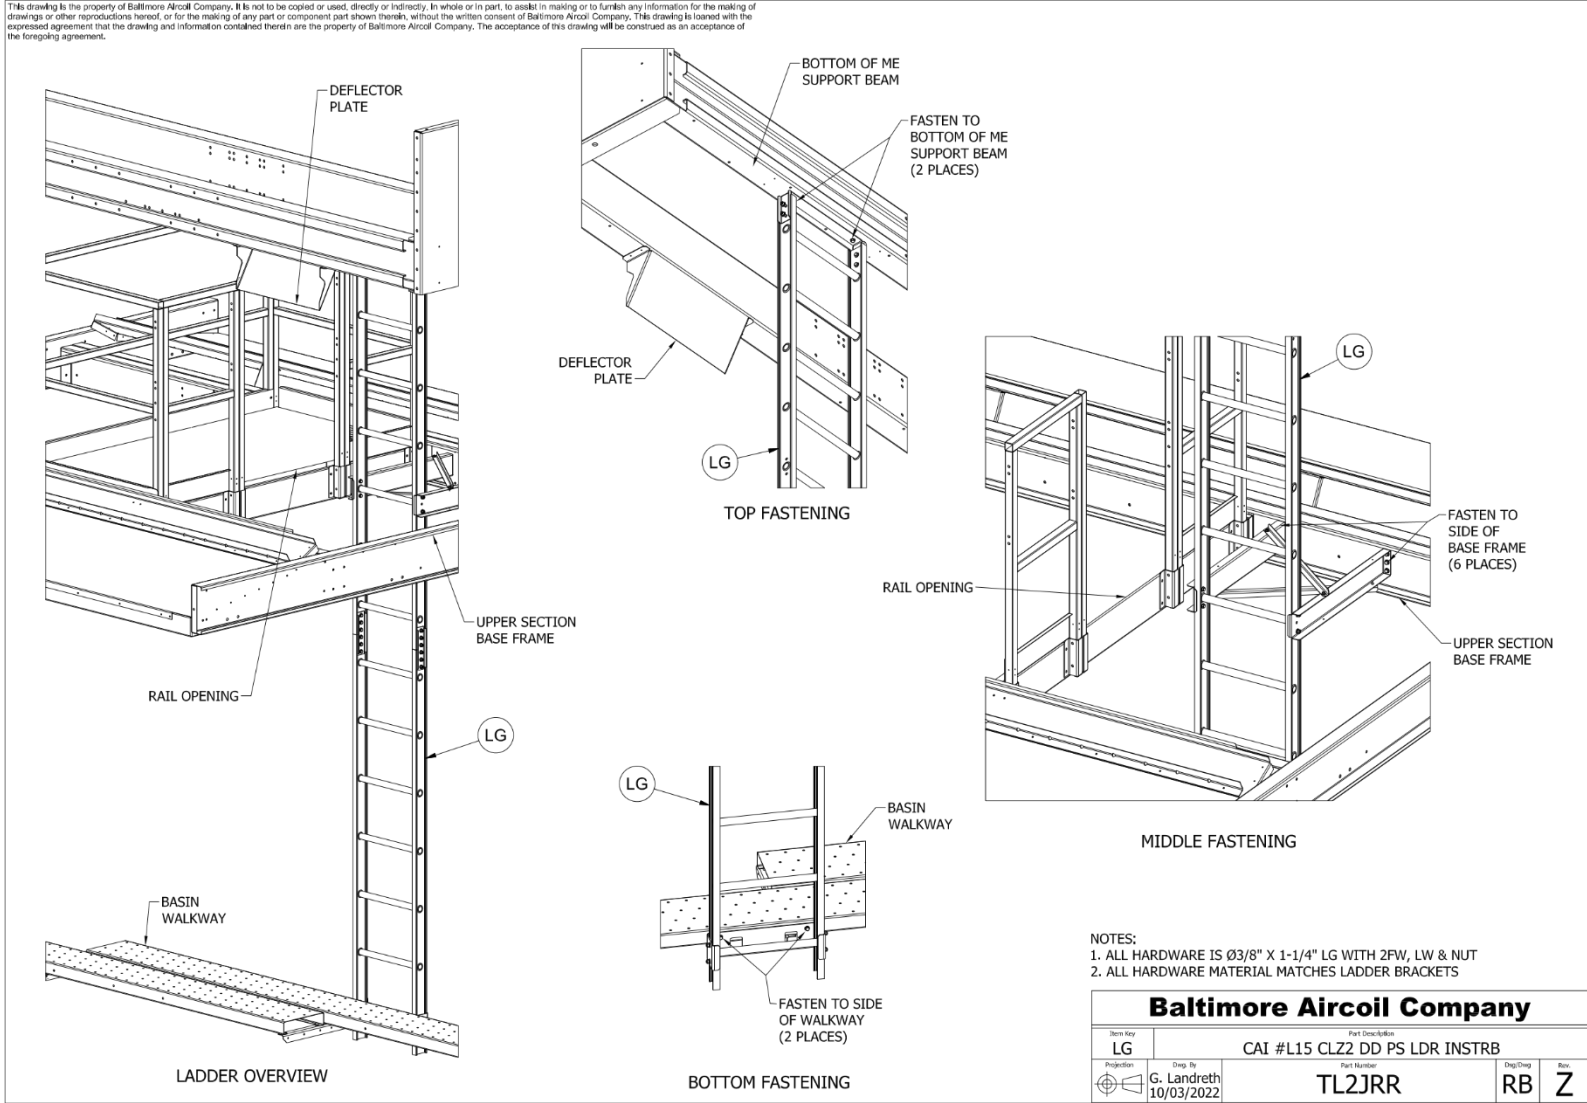 This drawing is the property of Baltimore Aircoil Company. It is not to be copied or used, directly or indirectly, in whole or in part, to assist in making or to furnish any information for the making of
drawings or other reproductions hereof, or for the making of any part or component part shown therein, without the written consent of Baltimore Aircoil Company. This drawing is loaned with the
expressed agreement that the drawing and information contained therein are the property of Baltimore Aircoil Company. The acceptance of this drawing will be construed as an acceptance of
the foregoing agreement.
DEFLECTOR
PLATE
UPPER SECTION
BASE FRAME
RAIL OPENING
LG
BASIN
WALKWAY
LADDER OVERVIEW
BOTTOM OF ME
SUPPORT BEAM
FASTEN TO
BOTTOM OF ME
SUPPORT BEAM
(2 PLACES)
DEFLECTOR
PLATE
LG
TOP FASTENING
LG
FASTEN TO
SIDE OF
BASE FRAME
(6 PLACES)
RAIL OPENING
UPPER SECTION
BASE FRAME
MIDDLE FASTENING
LG
BASIN
WALKWAY
FASTEN TO SIDE
OF WALKWAY
(2 PLACES)
BOTTOM FASTENING
NOTES:
1. ALL HARDWARE IS Ø3/8" X 1-1/4" LG WITH 2FW, LW & NUT
2. ALL HARDWARE MATERIAL MATCHES LADDER BRACKETS
Baltimore Aircoil Company
Item Key
LG
Part Description
CAI #L15 CLZ2 DD PS LDR INSTRB
Projection
Dwg. By
G. Landreth
10/03/2022
Part Number
TL2JRR
Dsg/Dwg
RB
Rev.
Z